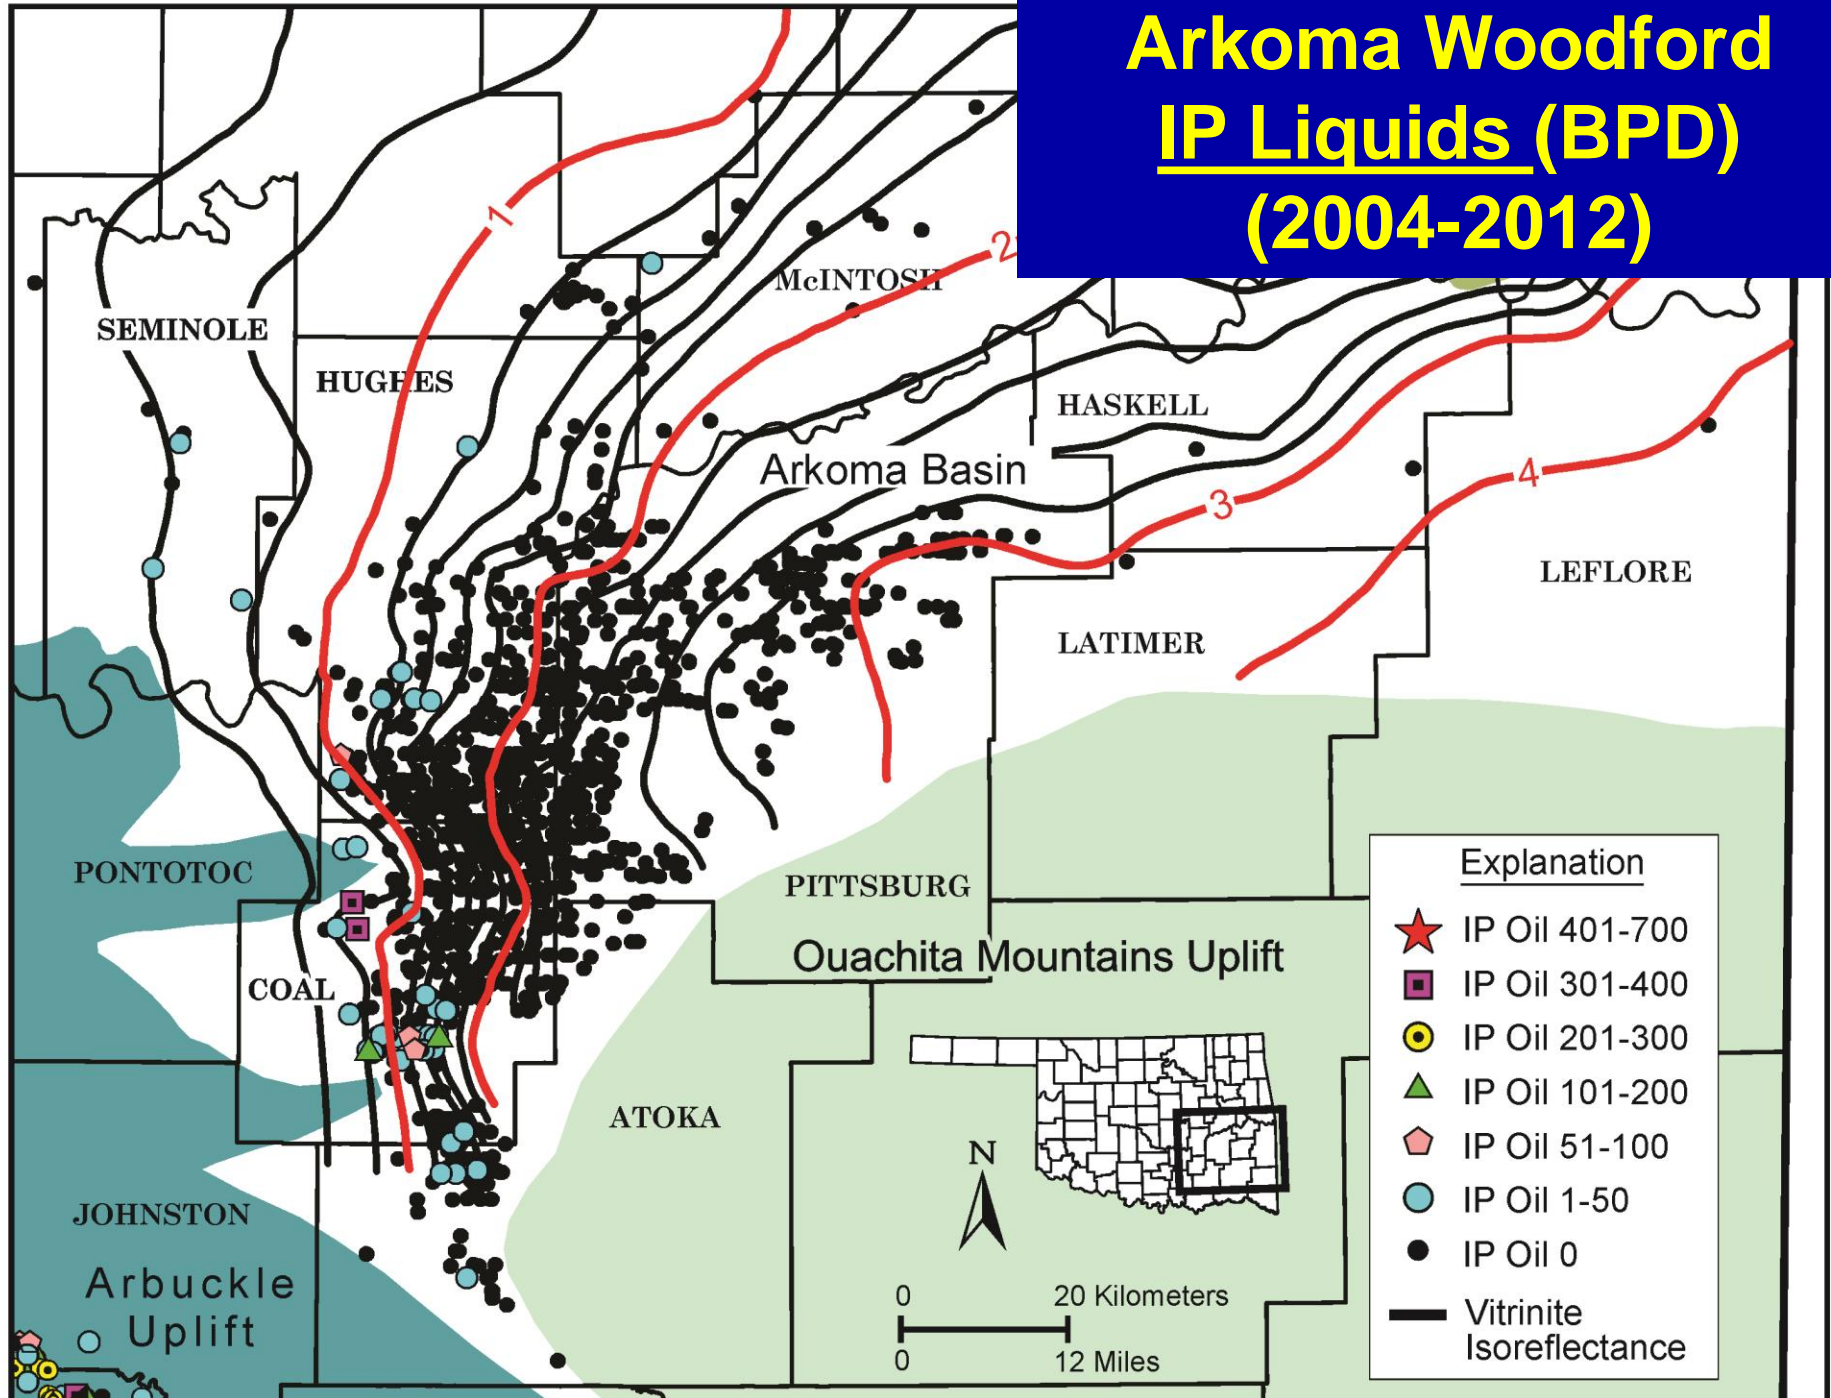 Arkoma Woodford
IP Liquids (BPD)
(2004-2012)
1
2
McINTOSH
SEMINOLE
HUGHES
HASKELL
Arkoma Basin
4
3
LEFLORE
LATIMER
PONTOTOC
PITTSBURG
Ouachita Mountains Uplift
COAL
ATOKA
JOHNSTON
Arbuckle
Uplift
N
0 20 Kilometers
0 12 Miles
Explanation
IP Oil 401-700
IP Oil 301-400
IP Oil 201-300
IP Oil 101-200
IP Oil 51-100
IP Oil 1-50
IP Oil 0
Vitrinite
Isoreflectance